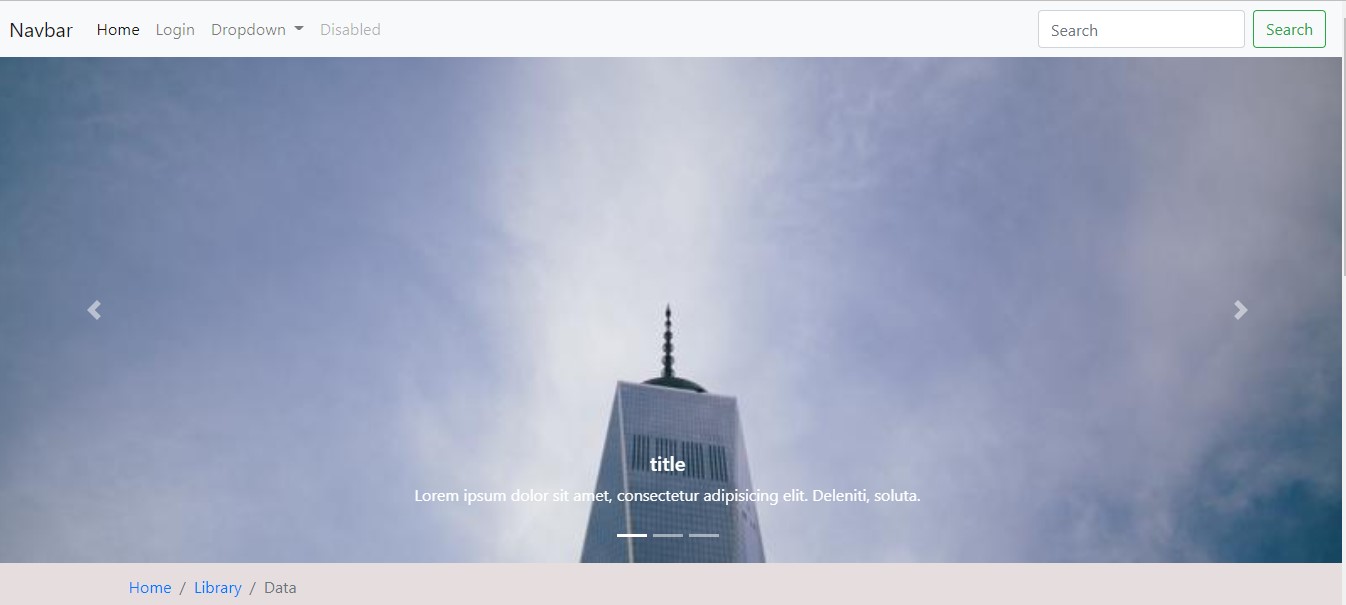 Navbar Home Login Dropdown Disabled Search Search
title
Lorem ipsum dolor sit amet, consectetur adipisicing elit. Deleniti, soluta.
Home / Library / Data